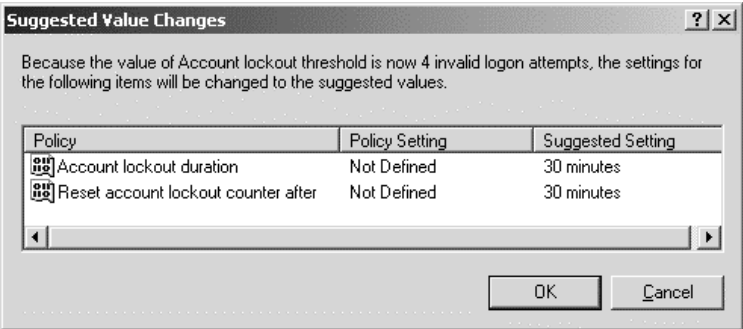 Suggested Value Changes
Because the value of Account lockout threshold is now 4 invalid logon attempts, the settings for
the following items will be changed to the suggested values.
Policy Policy Setting Suggested Setting
Account lockout duration Not Defined 30 minutes
Reset account lockout counter after Not Defined 30 minutes
OK Cancel